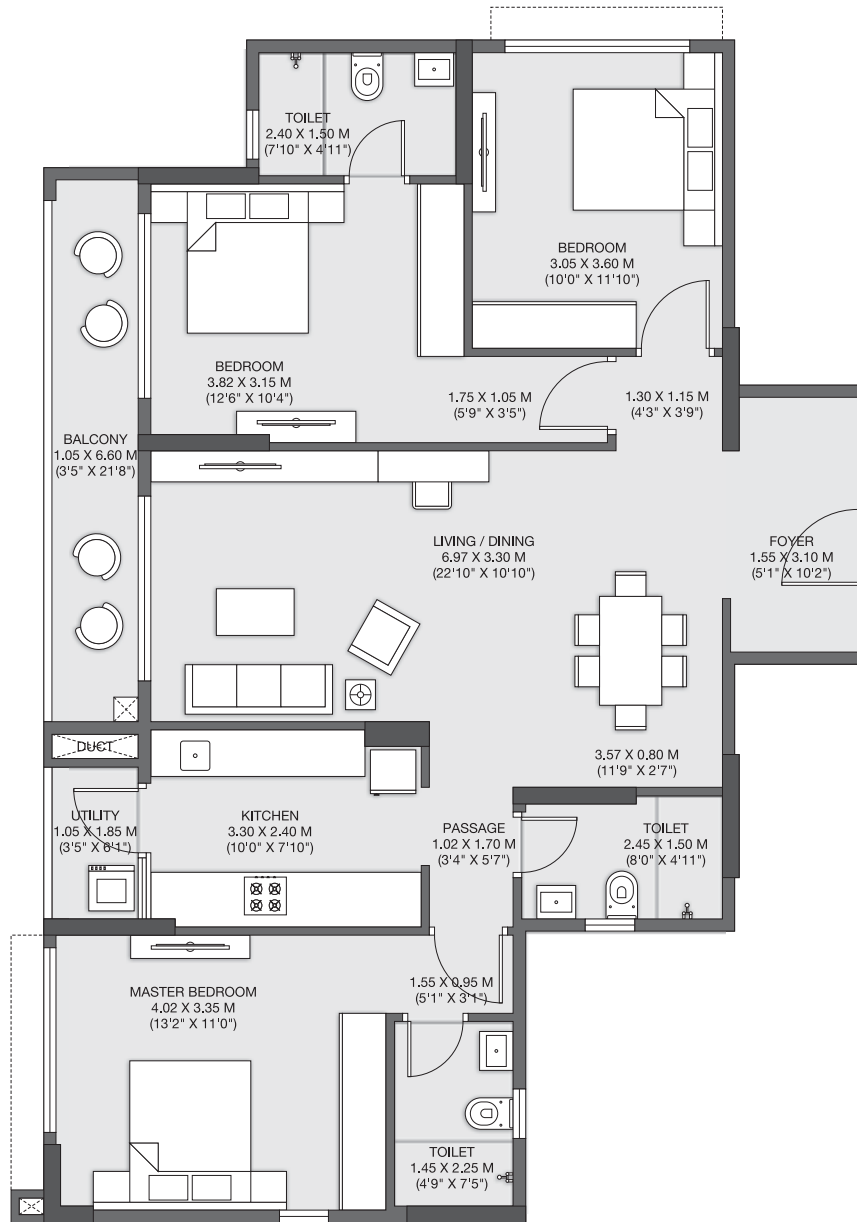 TOILET
2.40 X 1.50 M
(7'10" X 4'11")
BEDROOM
3.05 X 3.60 M
(10'0" X 11'10")
BEDROOM
3.82 X 3.15 M
(12'6" X 10'4")
1.75 X 1.05 M
(5'9" X 3'5")
1.30 X 1.15 M
(4'3" X 3'9")
BALCONY
1.05 X 6.60 M
(3'5" X 21'8")
LIVING / DINING
6.97 X 3.30 M
(22'10" X 10'10")
FOYER
1.55 X 3.10 M
(5'1" X 10'2")
DUCT
3.57 X 0.80 M
(11'9" X 2'7")
UTILITY
1.05 X 1.85 M
(3'5" X 6'1")
KITCHEN
3.30 X 2.40 M
(10'0" X 7'10")
PASSAGE
1.02 X 1.70 M
(3'4" X 5'7")
TOILET
2.45 X 1.50 M
(8'0" X 4'11")
MASTER BEDROOM
4.02 X 3.35 M
(13'2" X 11'0")
1.55 X 0.95 M
(5'1" X 3'1")
TOILET
1.45 X 2.25 M
(4'9" X 7'5")